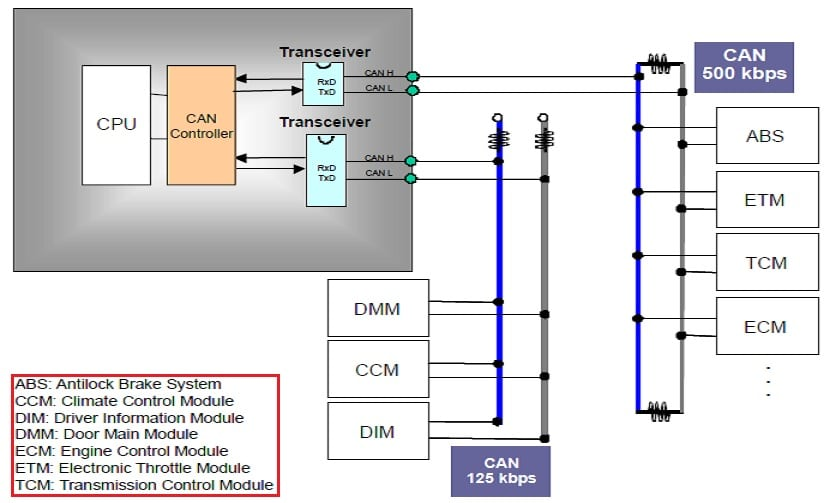 Transceiver
CAN H
CAN L
RxD
TxD
CPU
CAN
Controller
Transceiver
CAN H
CAN L
RxD
TxD
CAN
500 kbps
ABS
ETM
TCM
ECM
DMM
CCM
DIM
CAN
125 kbps
ABS: Antilock Brake System
CCM: Climate Control Module
DIM: Driver Information Module
DMM: Door Main Module
ECM: Engine Control Module
ETM: Electronic Throttle Module
TCM: Transmission Control Module